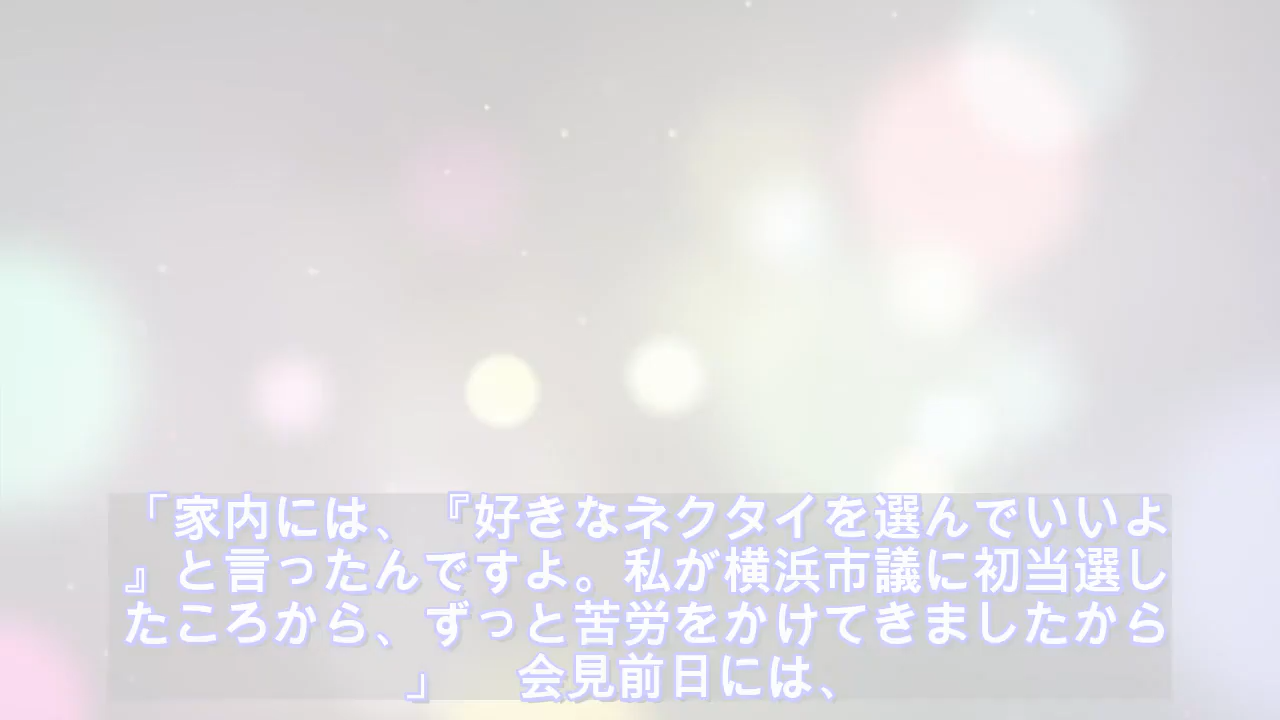 「家内には、『好きなネクタイを選んでいいよ
』と言ったんですよ。私が横浜市議に初当選し
たころから、ずっと苦労をかけてきましたから
」　会見前日には、